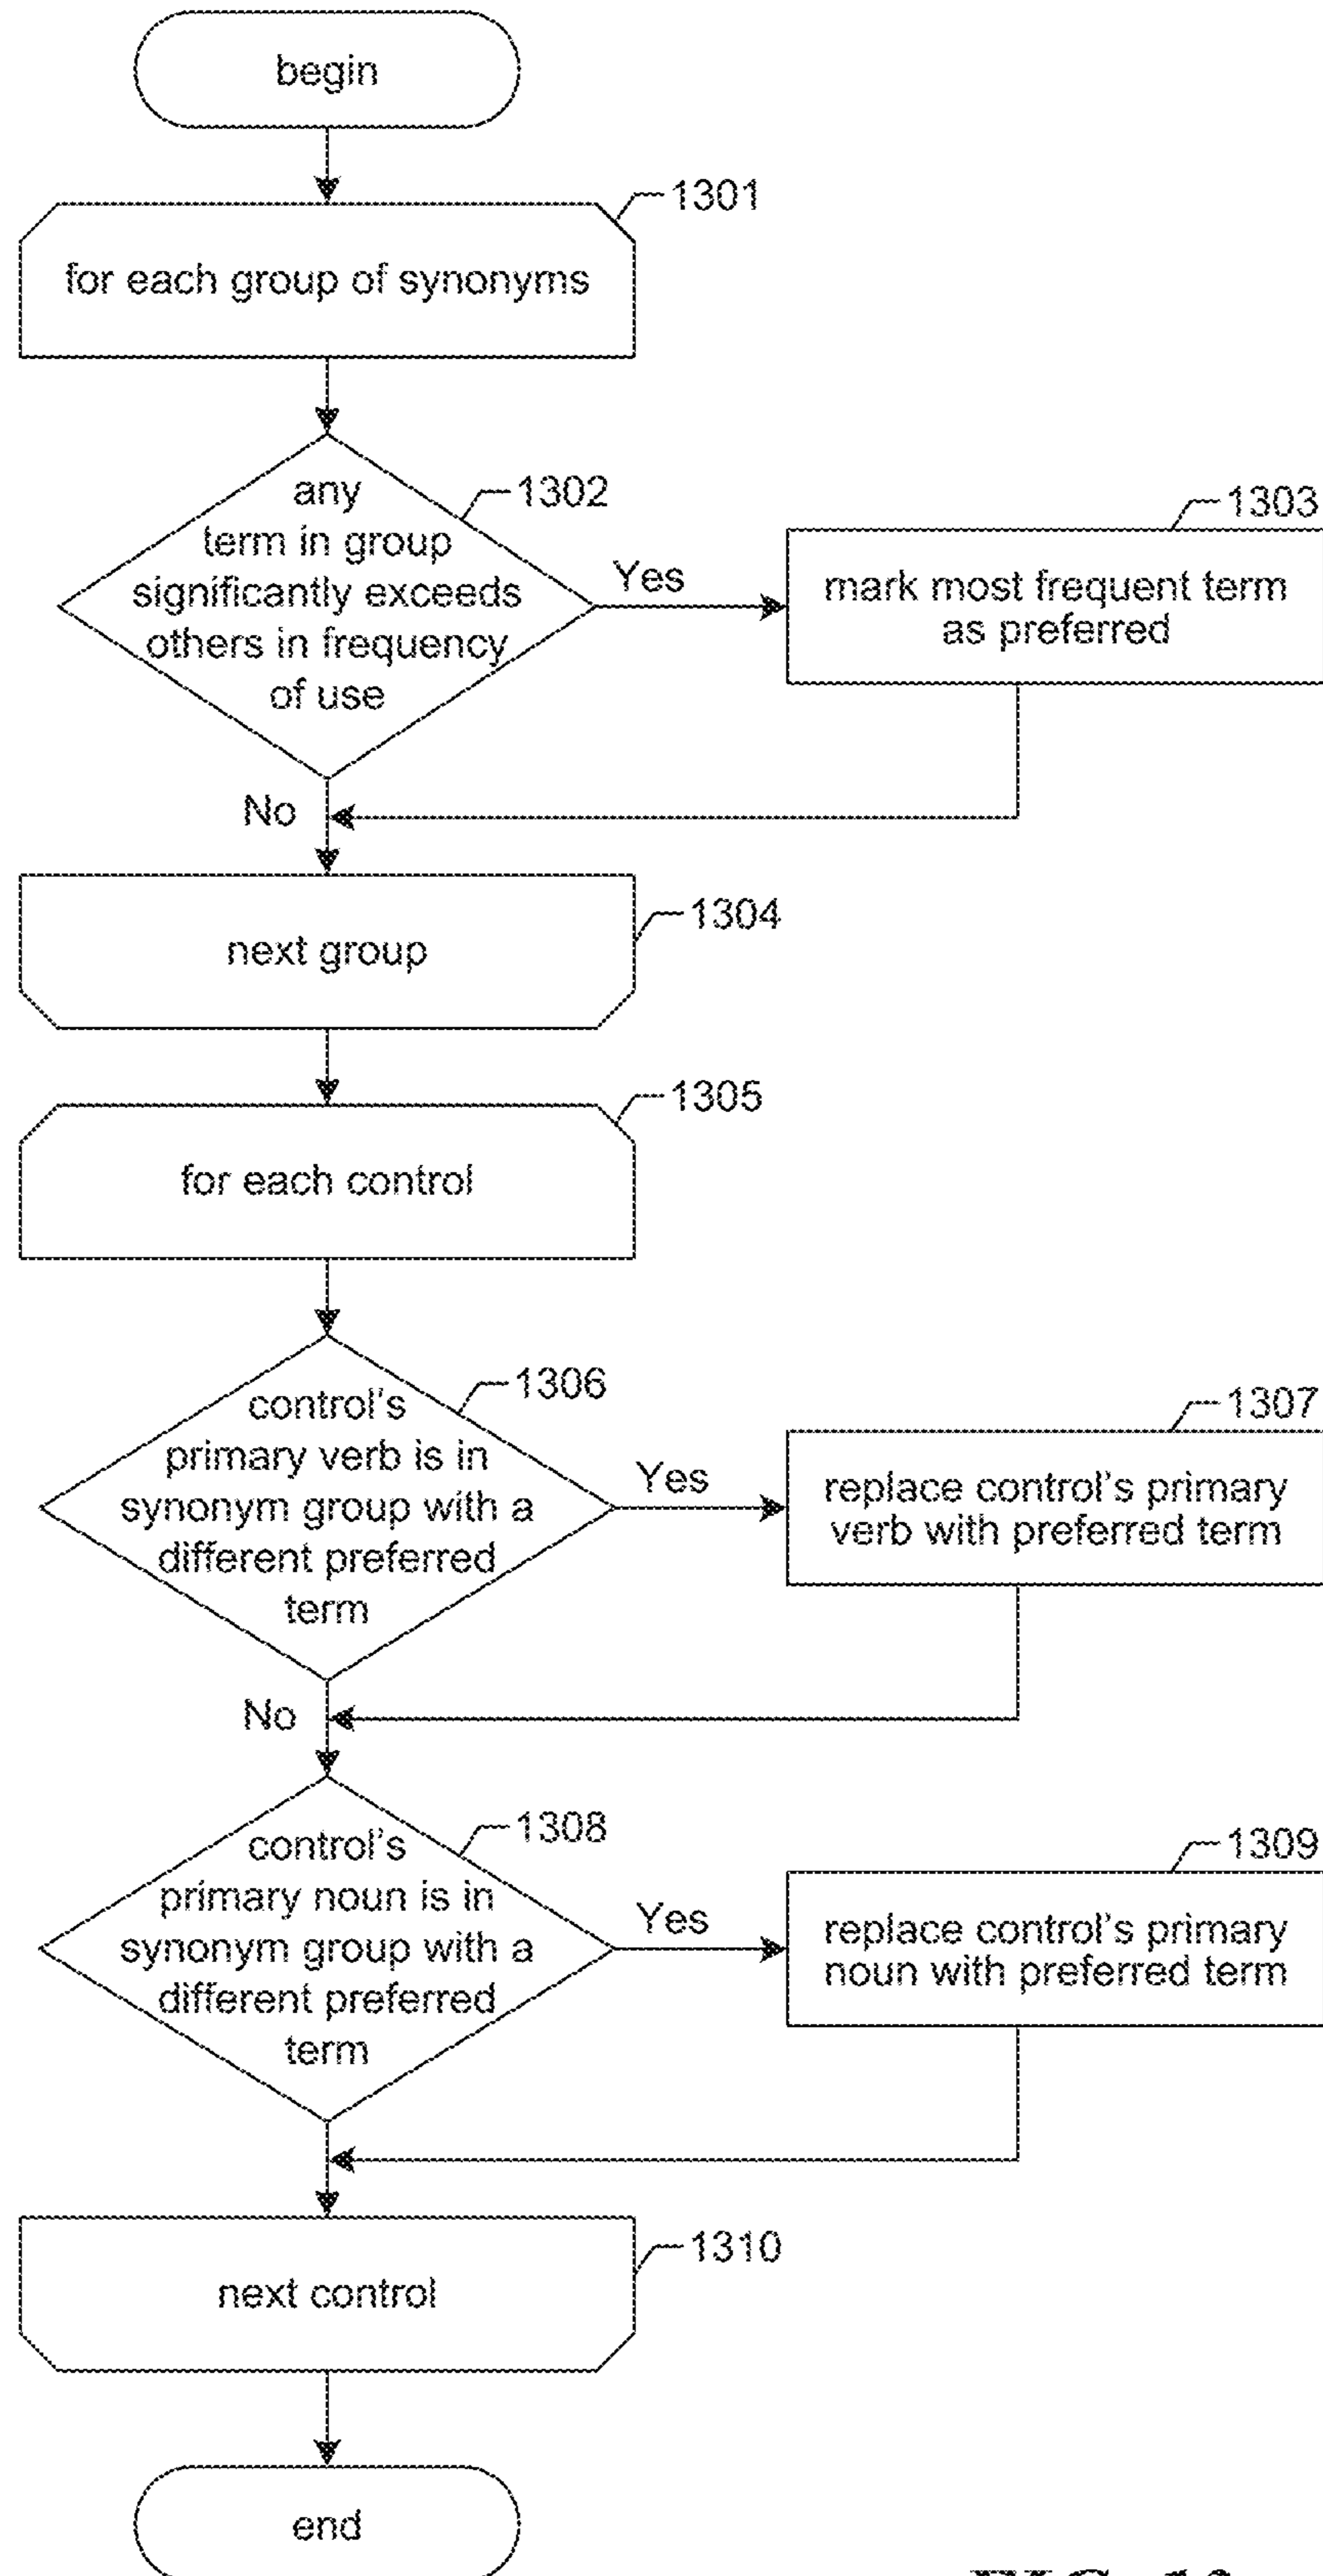 begin
1301
for each group of synonyms
any
1302
term in group
significantly exceeds
others in frequency
of use
Yes
1303
mark most frequent term
as preferred
No
1304
next group
1305
for each control
1306
control's
primary verb is in
synonym group with a
different preferred
term
Yes
1307
replace control's primary
verb with preferred term
No
1308
control's
primary noun is in
synonym group with a
different preferred
term
Yes
1309
replace control's primary
noun with preferred term
1310
next control
end